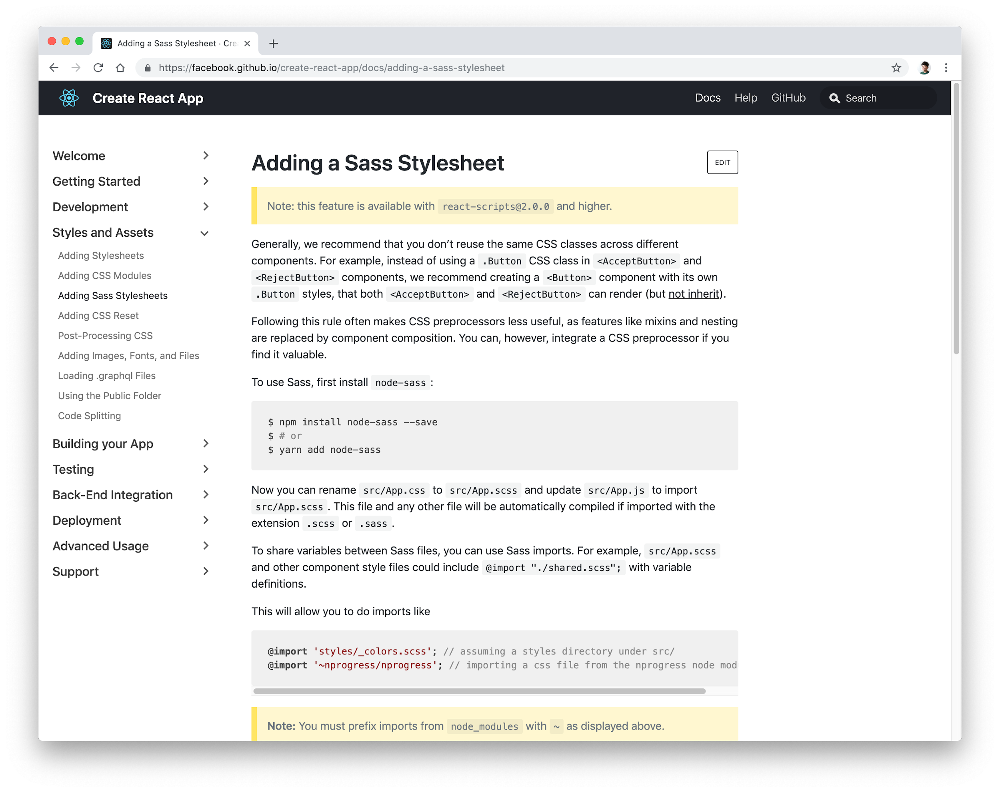 Adding a Sass Stylesheet · Cre
https://facebook.github.io/create-react-app/docs/adding-a-sass-stylesheet
Create React App
Docs
Help
GitHub
Search
Welcome
Getting Started
Development
Styles and Assets
Adding Stylesheets
Adding CSS Modules
Adding Sass Stylesheets
Adding CSS Reset
Post-Processing CSS
Adding Images, Fonts, and Files
Loading .graphql Files
Using the Public Folder
Code Splitting
Building your App
Testing
Back-End Integration
Deployment
Advanced Usage
Support
Adding a Sass Stylesheet
EDIT
Note: this feature is available with react-scripts@2.0.0 and higher.
Generally, we recommend that you don’t reuse the same CSS classes across different
components. For example, instead of using a .Button CSS class in <AcceptButton> and
<RejectButton> components, we recommend creating a <Button> component with its own
.Button styles, that both <AcceptButton> and <RejectButton> can render (but not inherit).
Following this rule often makes CSS preprocessors less useful, as features like mixins and nesting
are replaced by component composition. You can, however, integrate a CSS preprocessor if you
find it valuable.
To use Sass, first install node-sass :
$ npm install node-sass --save
$ # or
$ yarn add node-sass
Now you can rename src/App.css to src/App.scss and update src/App.js to import
src/App.scss . This file and any other file will be automatically compiled if imported with the
extension .scss or .sass .
To share variables between Sass files, you can use Sass imports. For example, src/App.scss
and other component style files could include @import "./shared.scss"; with variable
definitions.
This will allow you to do imports like
@import 'styles/_colors.scss'; // assuming a styles directory under src/
@import '~nprogress/nprogress'; // importing a css file from the nprogress node mod
Note: You must prefix imports from node_modules with ~ as displayed above.